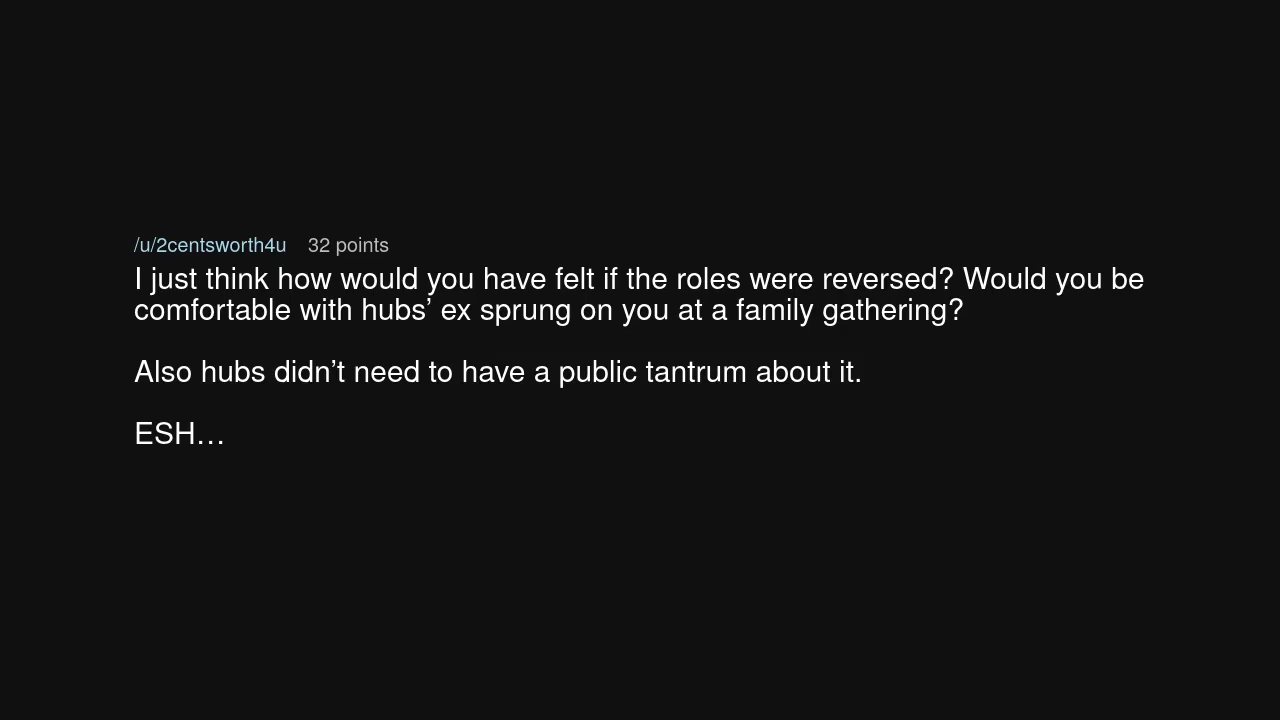 /u/2centsworth4u 32 points
I just think how would you have felt if the roles were reversed? Would you be
comfortable with hubs’ ex sprung on you at a family gathering?
Also hubs didn’t need to have a public tantrum about it.
ESH…